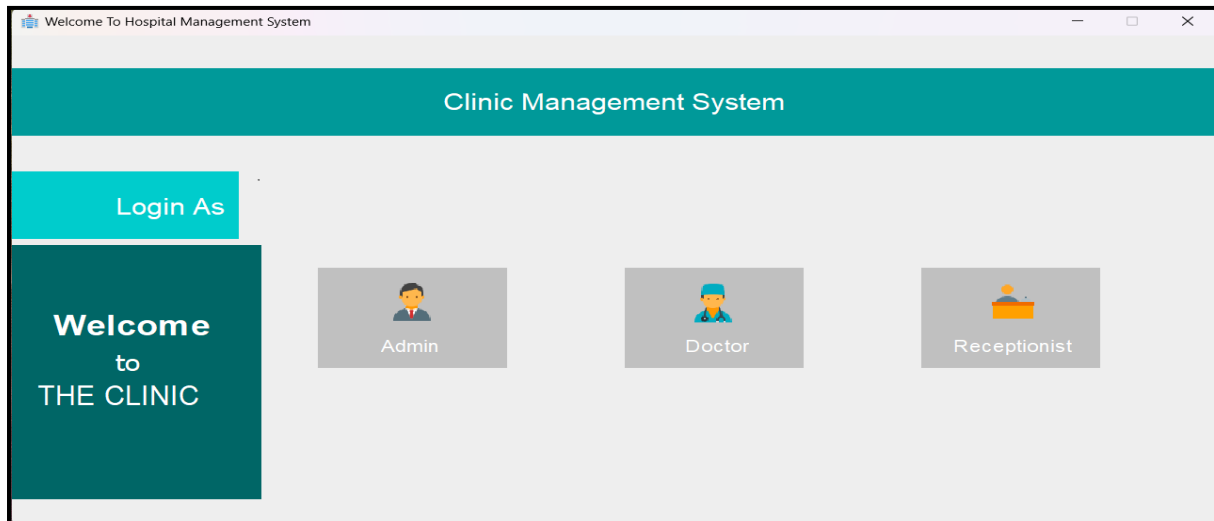 Welcome To Hospital Management System
Clinic Management System
Login As
Welcome
to
THE CLINIC
Admin
Doctor
Receptionist